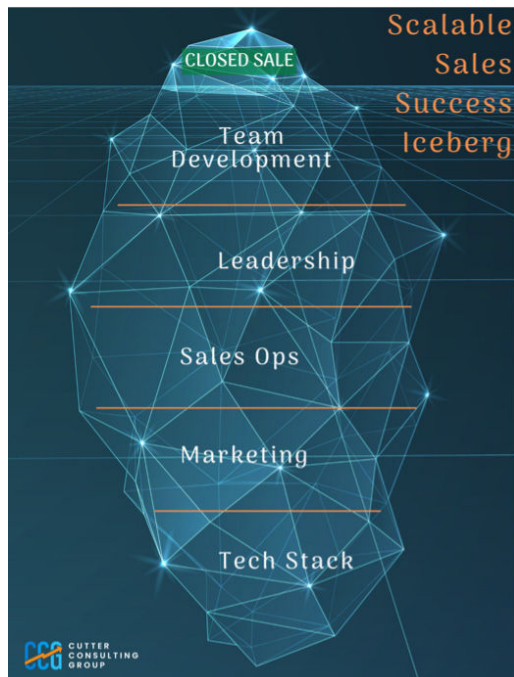 Scalable
Sales
Success
Iceberg
CLOSED SALE
Team
Development
Leadership
Sales Ops
Marketing
Tech Stack
CCG
CUTTER
CONSULTING
GROUP